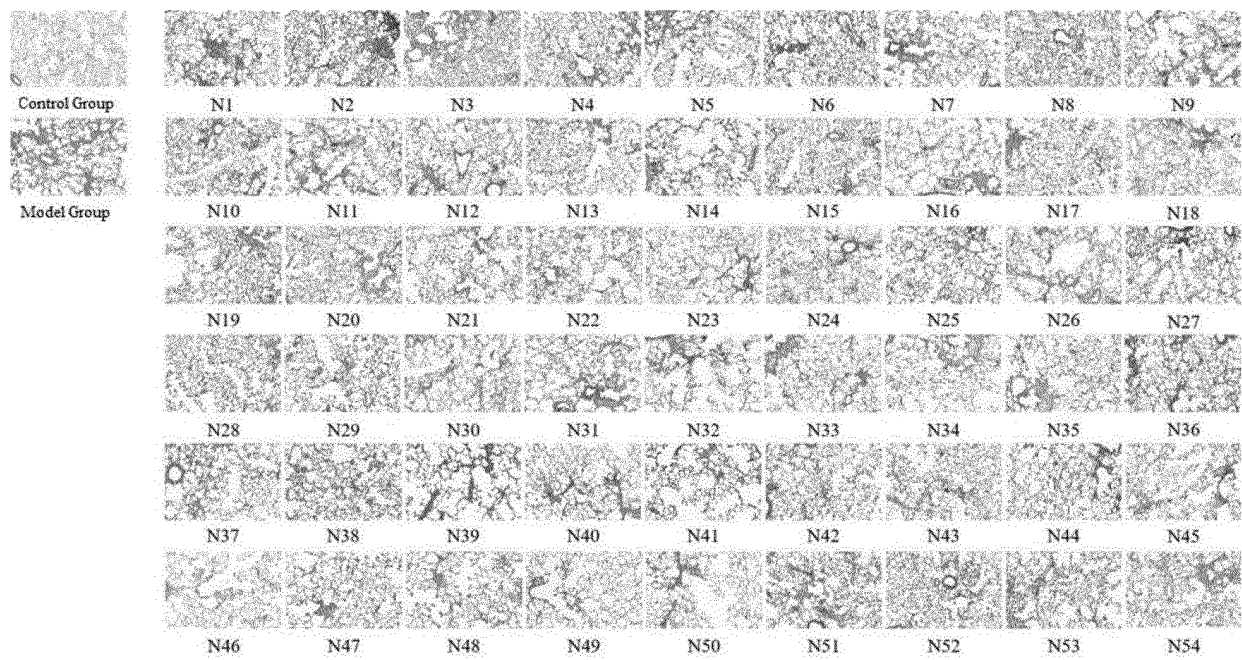 Control Group N1 N2 N3 N4 N5 N6 N7 N8 N9
Model Group N10 N11 N12 N13 N14 N15 N16 N17 N18
N19 N20 N21 N22 N23 N24 N25 N26 N27
N28 N29 N30 N31 N32 N33 N34 N35 N36
N37 N38 N39 N40 N41 N42 N43 N44 N45
N46 N47 N48 N49 N50 N51 N52 N53 N54